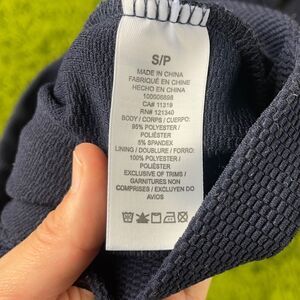 S/P
MADE IN CHINA
FABRIQUÉ EN CHINE
HECHO EN CHINA
100606898
CA# 11319
RN# 121340
BODY / CORPS / CUERPO:
95% POLYESTER /
POLIÉSTER
5% SPANDEX
LINING / DOUBLURE / FORRO:
100% POLYESTER /
POLIÉSTER
EXCLUSIVE OF TRIMS /
GARNITURES NON
COMPRISES / EXCLUYEN DO
AVIOS